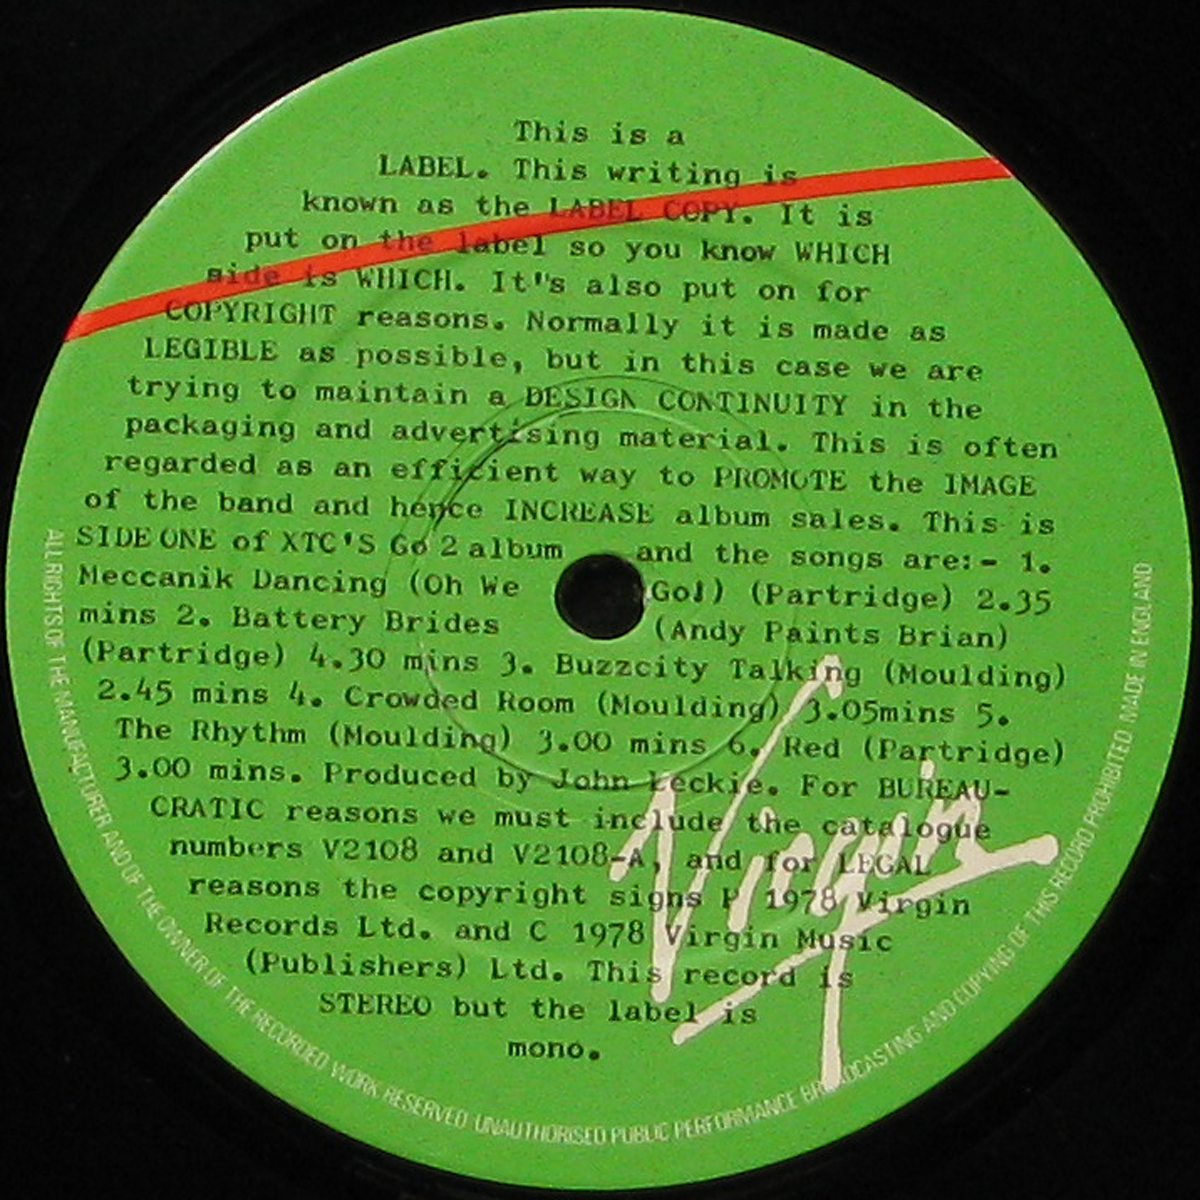 This is a
LABEL. This writing is
known as the LABEL COPY. It is
put on the label so you know WHICH
side is WHICH. It"s also put on for
COPYRIGHT reasons. Normally it is made as
LEGIBLE as possible, but in this case we are
trying to maintain a DESIGN CONTINUITY in the
packaging and advertising material. This is often
regarded as an efficient way to PROMOTE the IMAGE
of the band and hence INCREASE album sales. This is
SIDE ONE of XTC'S Go 2 album and the songs are:- 1.
Meccanik Dancing (Oh We Go!) (Partridge) 2.35
mins 2. Battery Brides (Andy Paints Brian)
(Partridge) 4.30 mins 3. Buzzcity Talking (Moulding)
2.45 mins 4. Crowded Room (Moulding) 3.05mins 5.
The Rhythm (Moulding) 3.00 mins 6. Red (Partridge)
3.00 mins. Produced by John Leckie. For BUREAU-
CRATIC reasons we must include the catalogue
numbers V2108 and V2108-A, and for LEGAL
reasons the copyright signs P 1978 Virgin
Records Ltd. and C 1978 Virgin Music
(Publishers) Ltd. This record is
STEREO but the label is
mono.
Virgin
ALL RIGHTS OF THE MANUFACTURER AND OF THE OWNER OF THE RECORDED WORK RESERVED. UNAUTHORISED PUBLIC PERFORMANCE BROADCASTING AND COPYING OF THIS RECORD PROHIBITED MADE IN ENGLAND